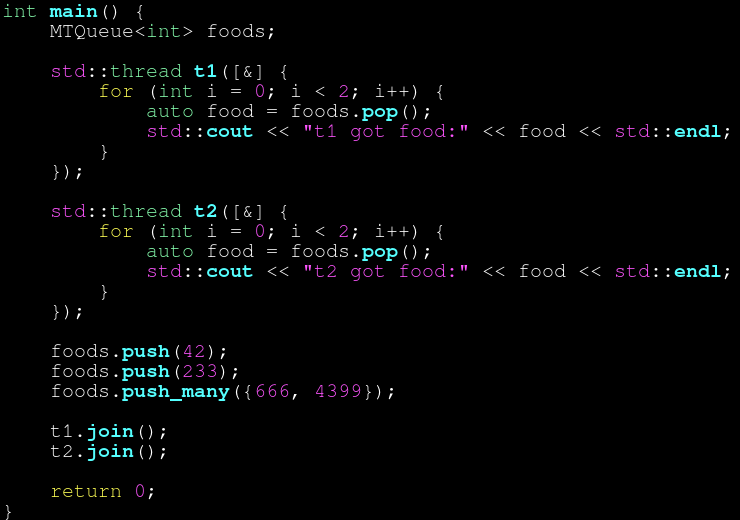 int main() {
    MTQueue<int> foods;

    std::thread t1([&] {
        for (int i = 0; i < 2; i++) {
            auto food = foods.pop();
            std::cout << "t1 got food:" << food << std::endl;
        }
    });

    std::thread t2([&] {
        for (int i = 0; i < 2; i++) {
            auto food = foods.pop();
            std::cout << "t2 got food:" << food << std::endl;
        }
    });

    foods.push(42);
    foods.push(233);
    foods.push_many({666, 4399});

    t1.join();
    t2.join();

    return 0;
}